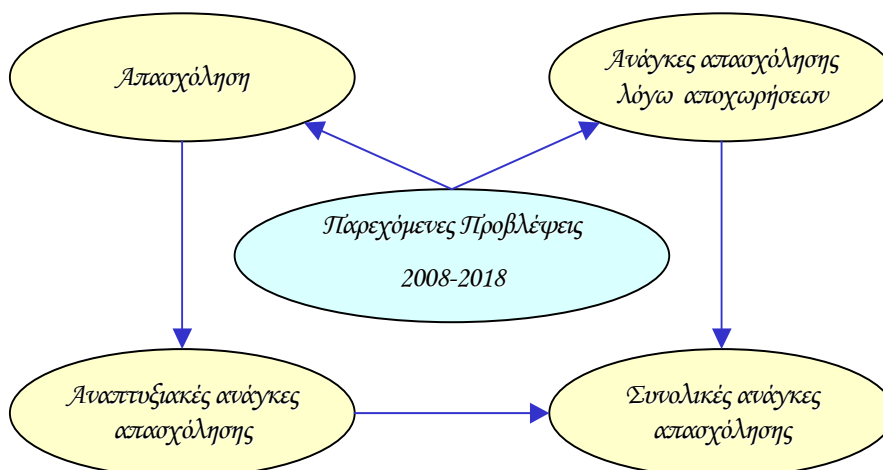 Απασχόληση
Ανάγκες απασχόλησης
λόγω αποχωρήσεων
Παρεχόμενες Προβλέψεις
2008-2018
Αναπτυξιακές ανάγκες
απασχόλησης
Συνολικές ανάγκες
απασχόλησης